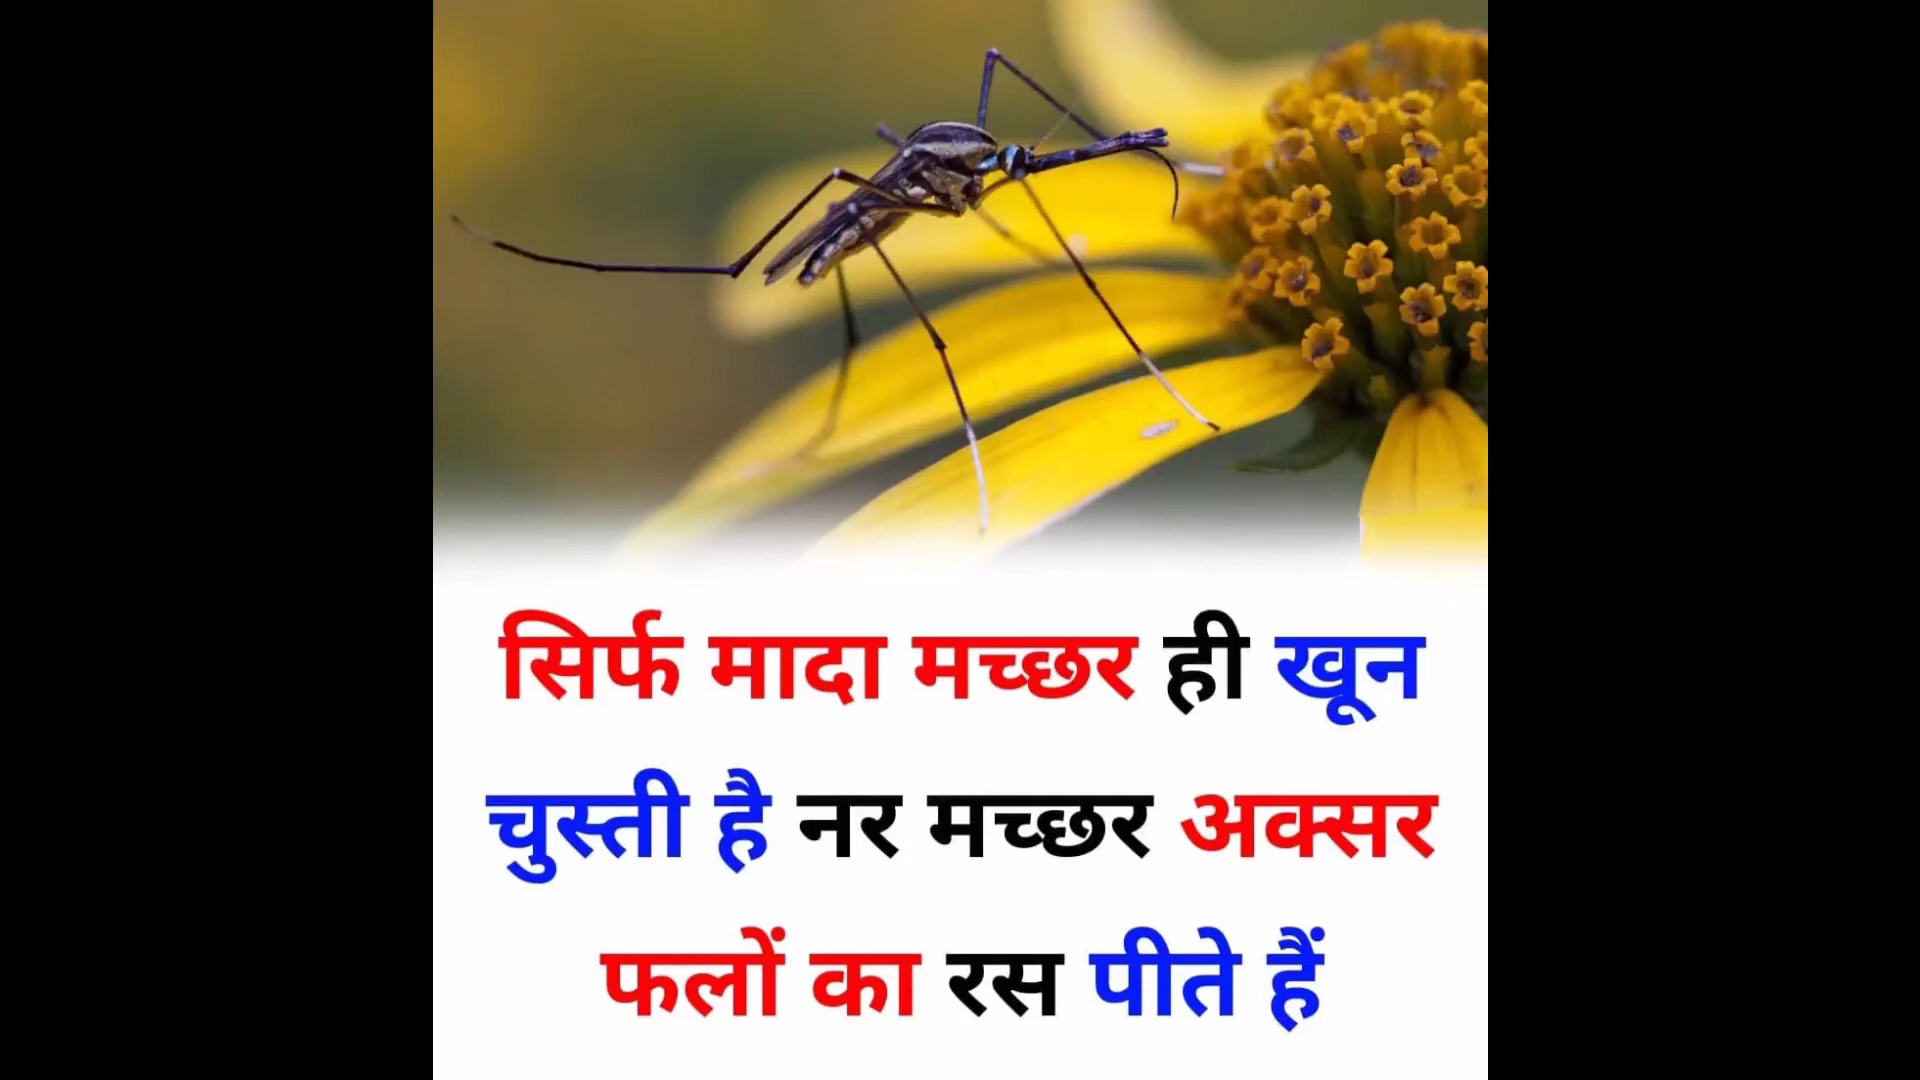 सिर्फ मादा मच्छर ही खून
चुस्ती है नर मच्छर अक्सर
फलों का रस पीते हैं